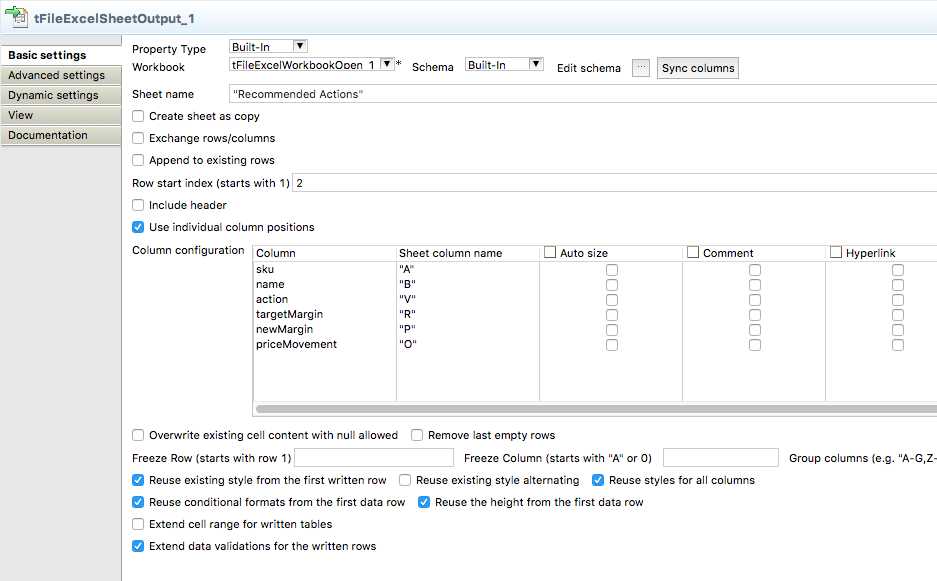 tFileExcelSheetOutput_1
Basic settings
Advanced settings
Dynamic settings
View
Documentation
Property Type Built-In
Workbook tFileExcelWorkbookOpen_1 * Schema Built-In Edit schema ... Sync columns
Sheet name "Recommended Actions"
Create sheet as copy
Exchange rows/columns
Append to existing rows
Row start index (starts with 1) 2
Include header
Use individual column positions
Column configuration Column Sheet column name Auto size Comment Hyperlink
sku "A"
name "B"
action "V"
targetMargin "R"
newMargin "P"
priceMovement "O"
Overwrite existing cell content with null allowed Remove last empty rows
Freeze Row (starts with row 1) Freeze Column (starts with "A" or 0) Group columns (e.g. "A-G,Z-
Reuse existing style from the first written row Reuse existing style alternating Reuse styles for all columns
Reuse conditional formats from the first data row Reuse the height from the first data row
Extend cell range for written tables
Extend data validations for the written rows